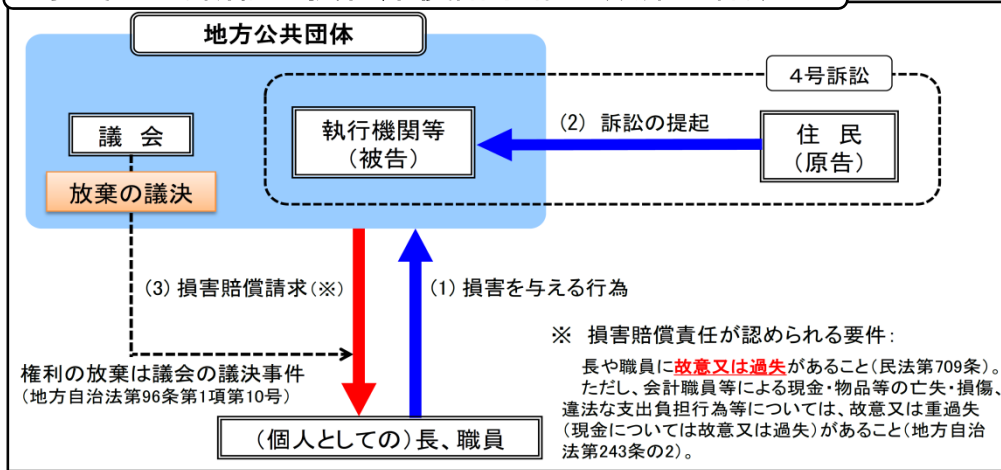 地方公共団体
4号訴訟
議 会
放棄の議決
執行機関等
(被告)
(2) 訴訟の提起
住 民
(原告)
(3) 損害賠償請求(※)
(1) 損害を与える行為
権利の放棄は議会の議決事件
(地方自治法第96条第1項第10号)
(個人としての)長、職員
※ 損害賠償責任が認められる要件:
長や職員に故意又は過失があること(民法第709条)。
ただし、会計職員等による現金・物品等の亡失・損傷、
違法な支出負担行為等については、故意又は重過失
(現金については故意又は過失)があること(地方自治
法第243条の2)。